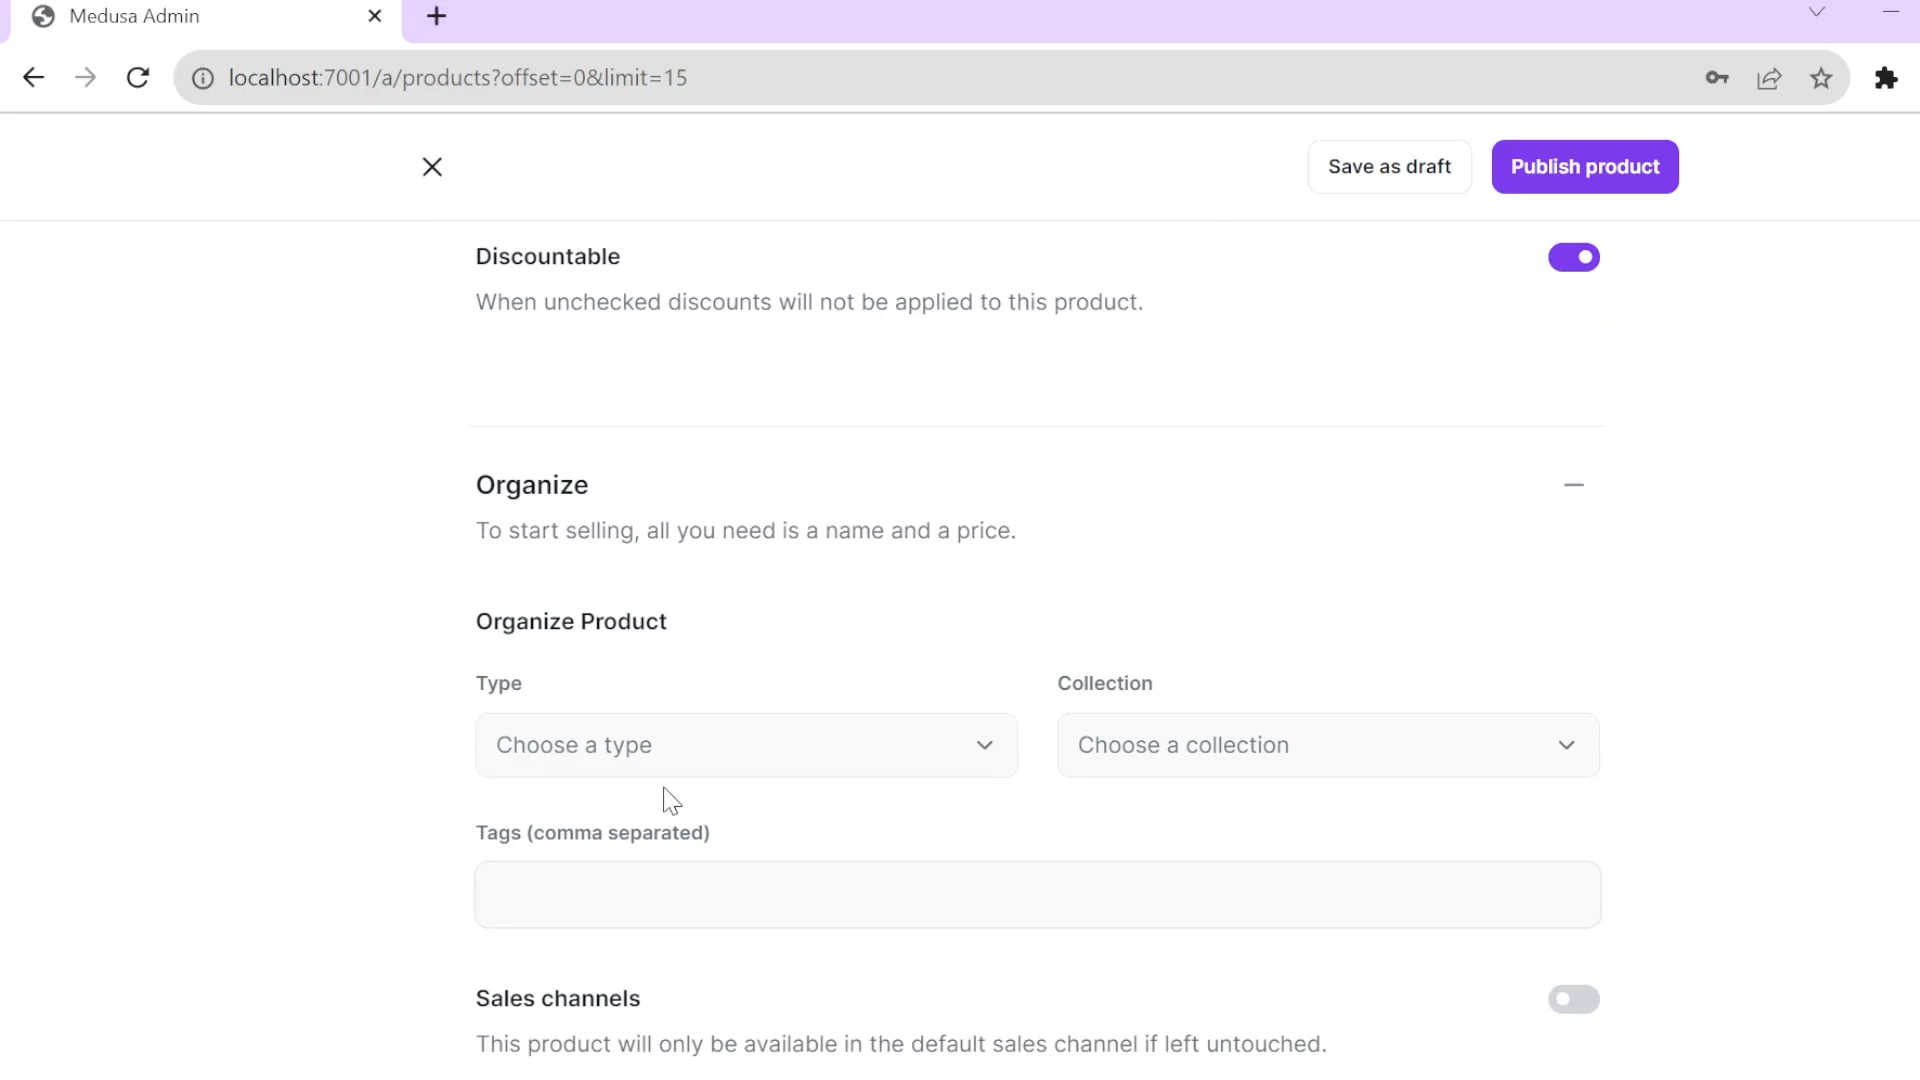 Medusa Admin
localhost:7001/a/products?offset=0&limit=15
Save as draft
Publish product
Discountable
When unchecked discounts will not be applied to this product.
Organize
To start selling, all you need is a name and a price.
Organize Product
Type
Collection
Choose a type
Choose a collection
Tags (comma separated)
Sales channels
This product will only be available in the default sales channel if left untouched.